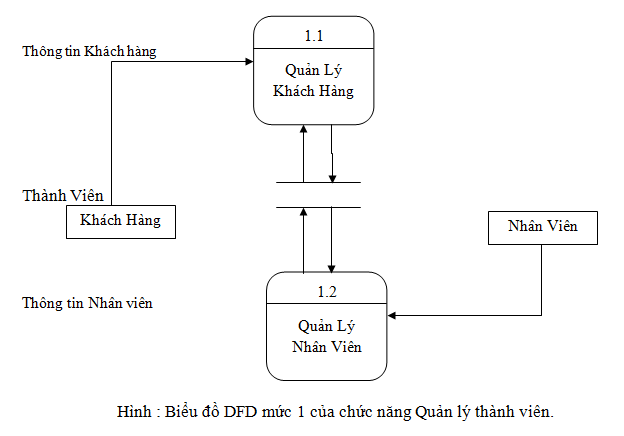 1.1
Thông tin Khách hàng
Quản Lý
Khách Hàng
Thành Viên
Khách Hàng
Nhân Viên
1.2
Thông tin Nhân viên
Quản Lý
Nhân Viên
Hình : Biểu đồ DFD mức 1 của chức năng Quản lý thành viên.